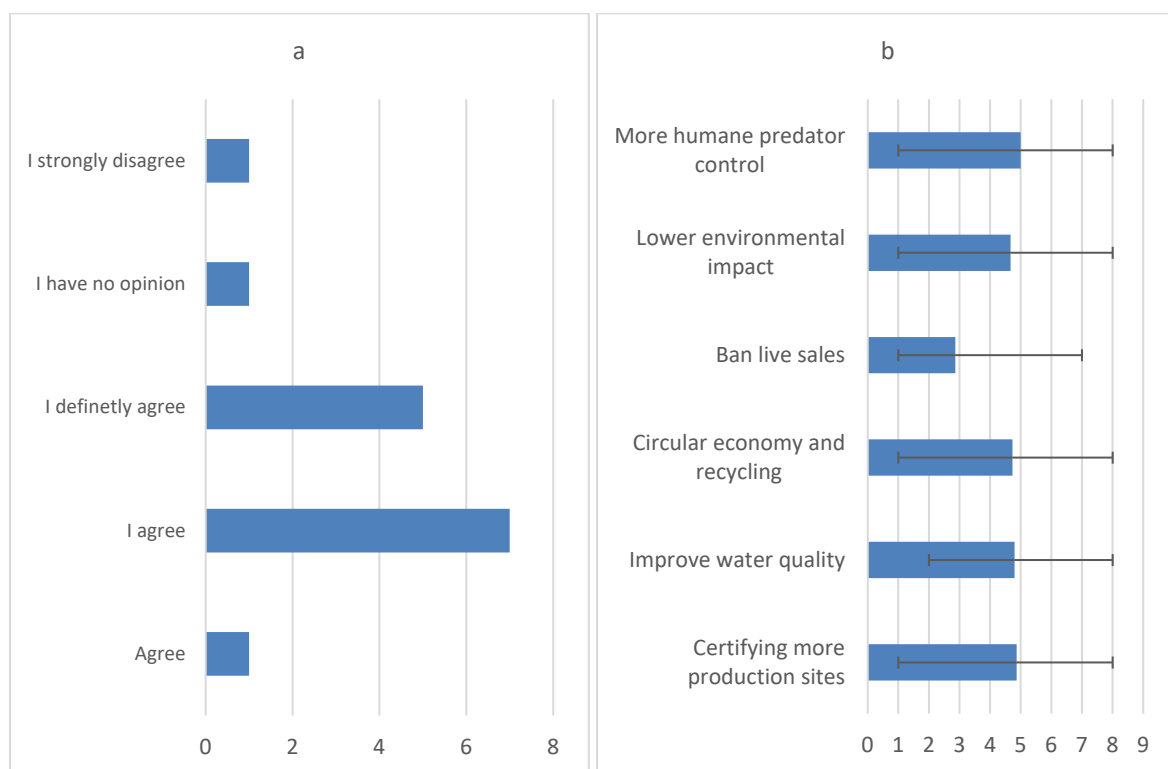 a
I strongly disagree
I have no opinion
I definetly agree
I agree
Agree
0 2 4 6 8
b
More humane predator
control
Lower environmental
impact
Ban live sales
Circular economy and
recycling
Improve water quality
Certifying more
production sites
0 1 2 3 4 5 6 7 8 9